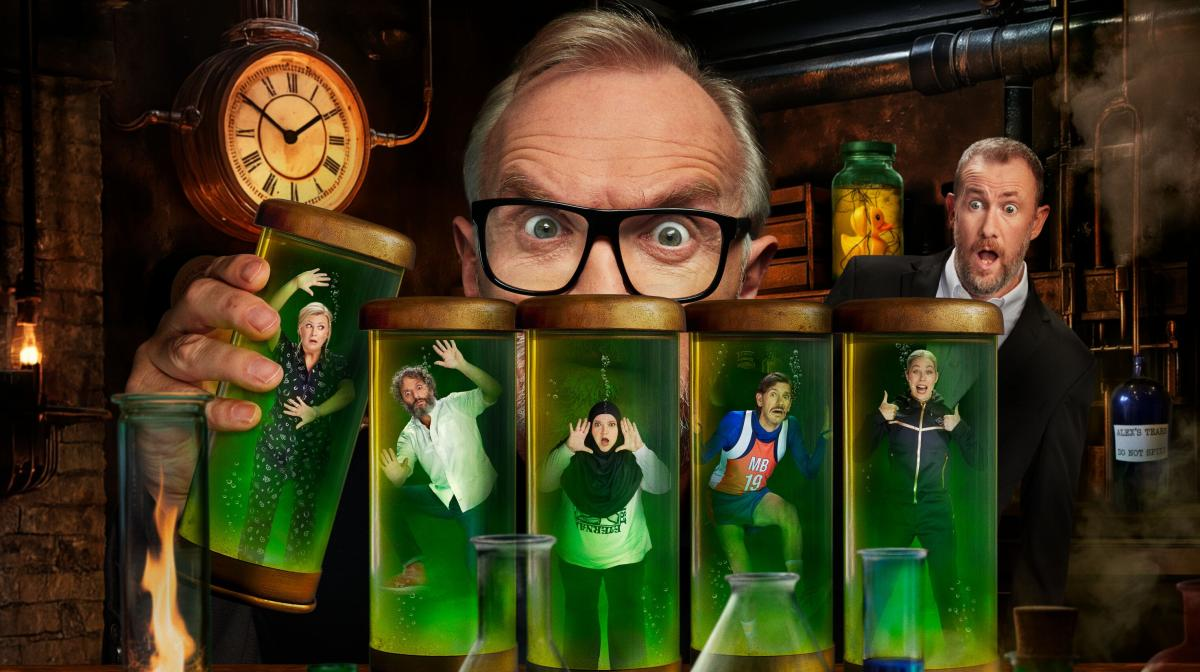 MB
19
ALEX'S TEARS
DO NOT SPILL